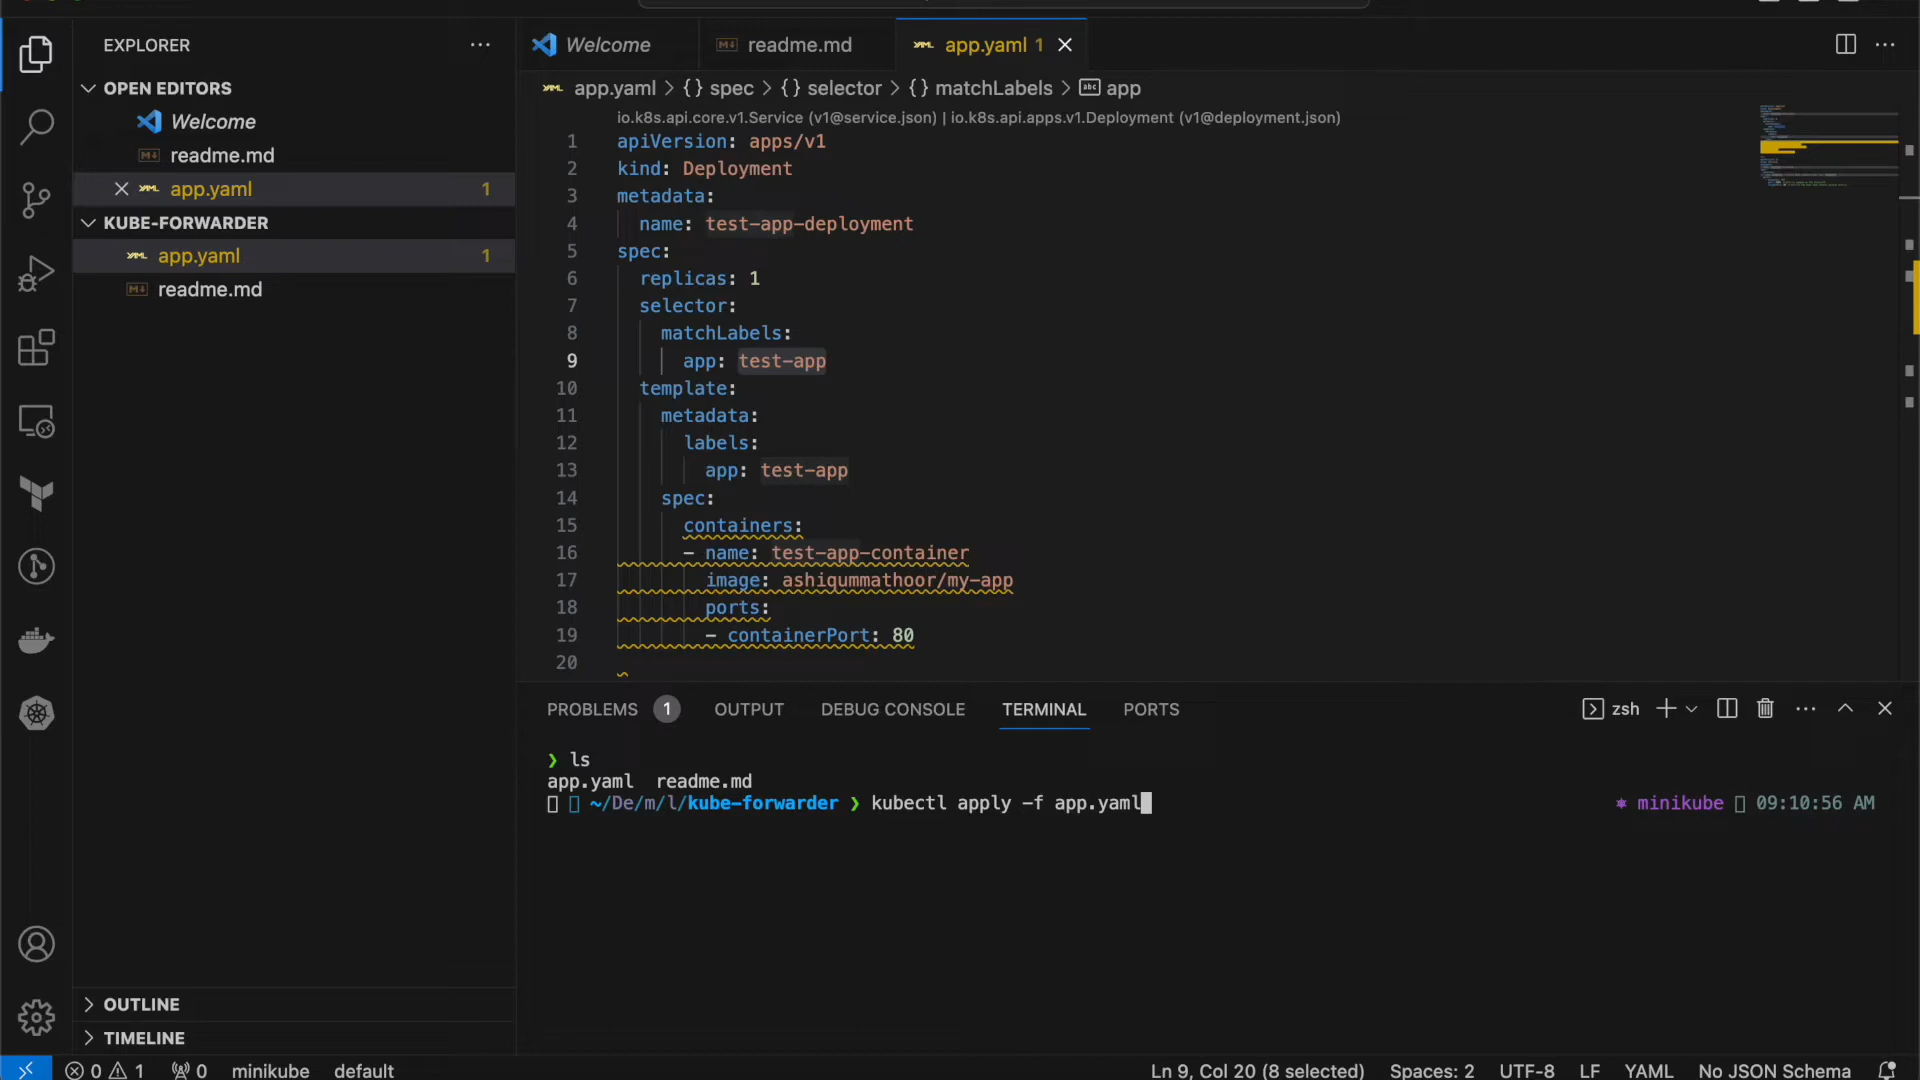 EXPLORER
OPEN EDITORS
Welcome
readme.md
app.yaml 1
KUBE-FORWARDER
app.yaml 1
readme.md
OUTLINE
TIMELINE
Welcome readme.md app.yaml 1
app.yaml > {} spec > {} selector > {} matchLabels > abc app
io.k8s.api.core.v1.Service (v1@service.json) | io.k8s.api.apps.v1.Deployment (v1@deployment.json)
1 apiVersion: apps/v1
2 kind: Deployment
3 metadata:
4   name: test-app-deployment
5 spec:
6   replicas: 1
7   selector:
8     matchLabels:
9       app: test-app
10   template:
11     metadata:
12       labels:
13         app: test-app
14     spec:
15       containers:
16       - name: test-app-container
17         image: ashiqummathoor/my-app
18         ports:
19         - containerPort: 80
20
PROBLEMS 1 OUTPUT DEBUG CONSOLE TERMINAL PORTS zsh
❯ ls
app.yaml  readme.md
~/De/m/l/kube-forwarder ❯ kubectl apply -f app.yaml minikube 09:10:56 AM
0 1 0 minikube default Ln 9, Col 20 (8 selected) Spaces: 2 UTF-8 LF YAML No JSON Schema